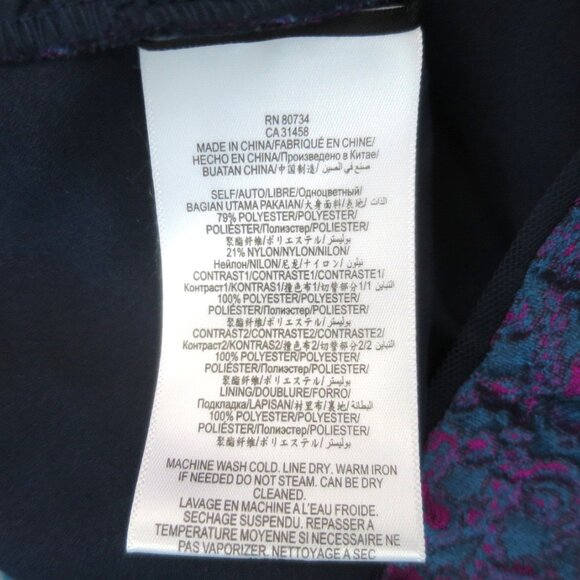 RN 80734
CA 31458
MADE IN CHINA/FABRIQUÉ EN CHINE/
HECHO EN CHINA/Произведено в Китае/
BUATAN CHINA/中国制造/ صنع في الصين
SELF/AUTO/LIBRE/Одноцветный/
BAGIAN UTAMA PAKAIAN/大身面料/表地/ الذات
79% POLYESTER/POLYESTER/
POLIÉSTER/Полиэстер/POLYESTER/
聚酯纤维/ポリエステル/ بوليستر
21% NYLON/NYLON/NILON/
Нейлон/NILON/尼龙/ナイロン/ نيلون
CONTRAST1/CONTRASTE1/CONTRASTE1/
Контраст1/KONTRAS1/撞色布1/切替部分1/ التباين 1
100% POLYESTER/POLYESTER/
POLIÉSTER/Полиэстер/POLYESTER/
聚酯纤维/ポリエステル/ بوليستر
CONTRAST2/CONTRASTE2/CONTRASTE2/
Контраст2/KONTRAS2/撞色布2/切替部分2/ التباين 2
100% POLYESTER/POLYESTER/
POLIÉSTER/Полиэстер/POLYESTER/
聚酯纤维/ポリエステル/ بوليستر
LINING/DOUBLURE/FORRO/
Подкладка/LAPISAN/衬里布/裏地/ البطانة
100% POLYESTER/POLYESTER/
POLIÉSTER/Полиэстер/POLYESTER/
聚酯纤维/ポリエステル/ بوليستر
MACHINE WASH COLD. LINE DRY. WARM IRON
IF NEEDED DO NOT STEAM. CAN BE DRY
CLEANED.
LAVAGE EN MACHINE A L'EAU FROIDE.
SECHAGE SUSPENDU. REPASSER A
TEMPERATURE MOYENNE SI NECESSAIRE NE
PAS VAPORIZER. NETTOYAGE A SEC